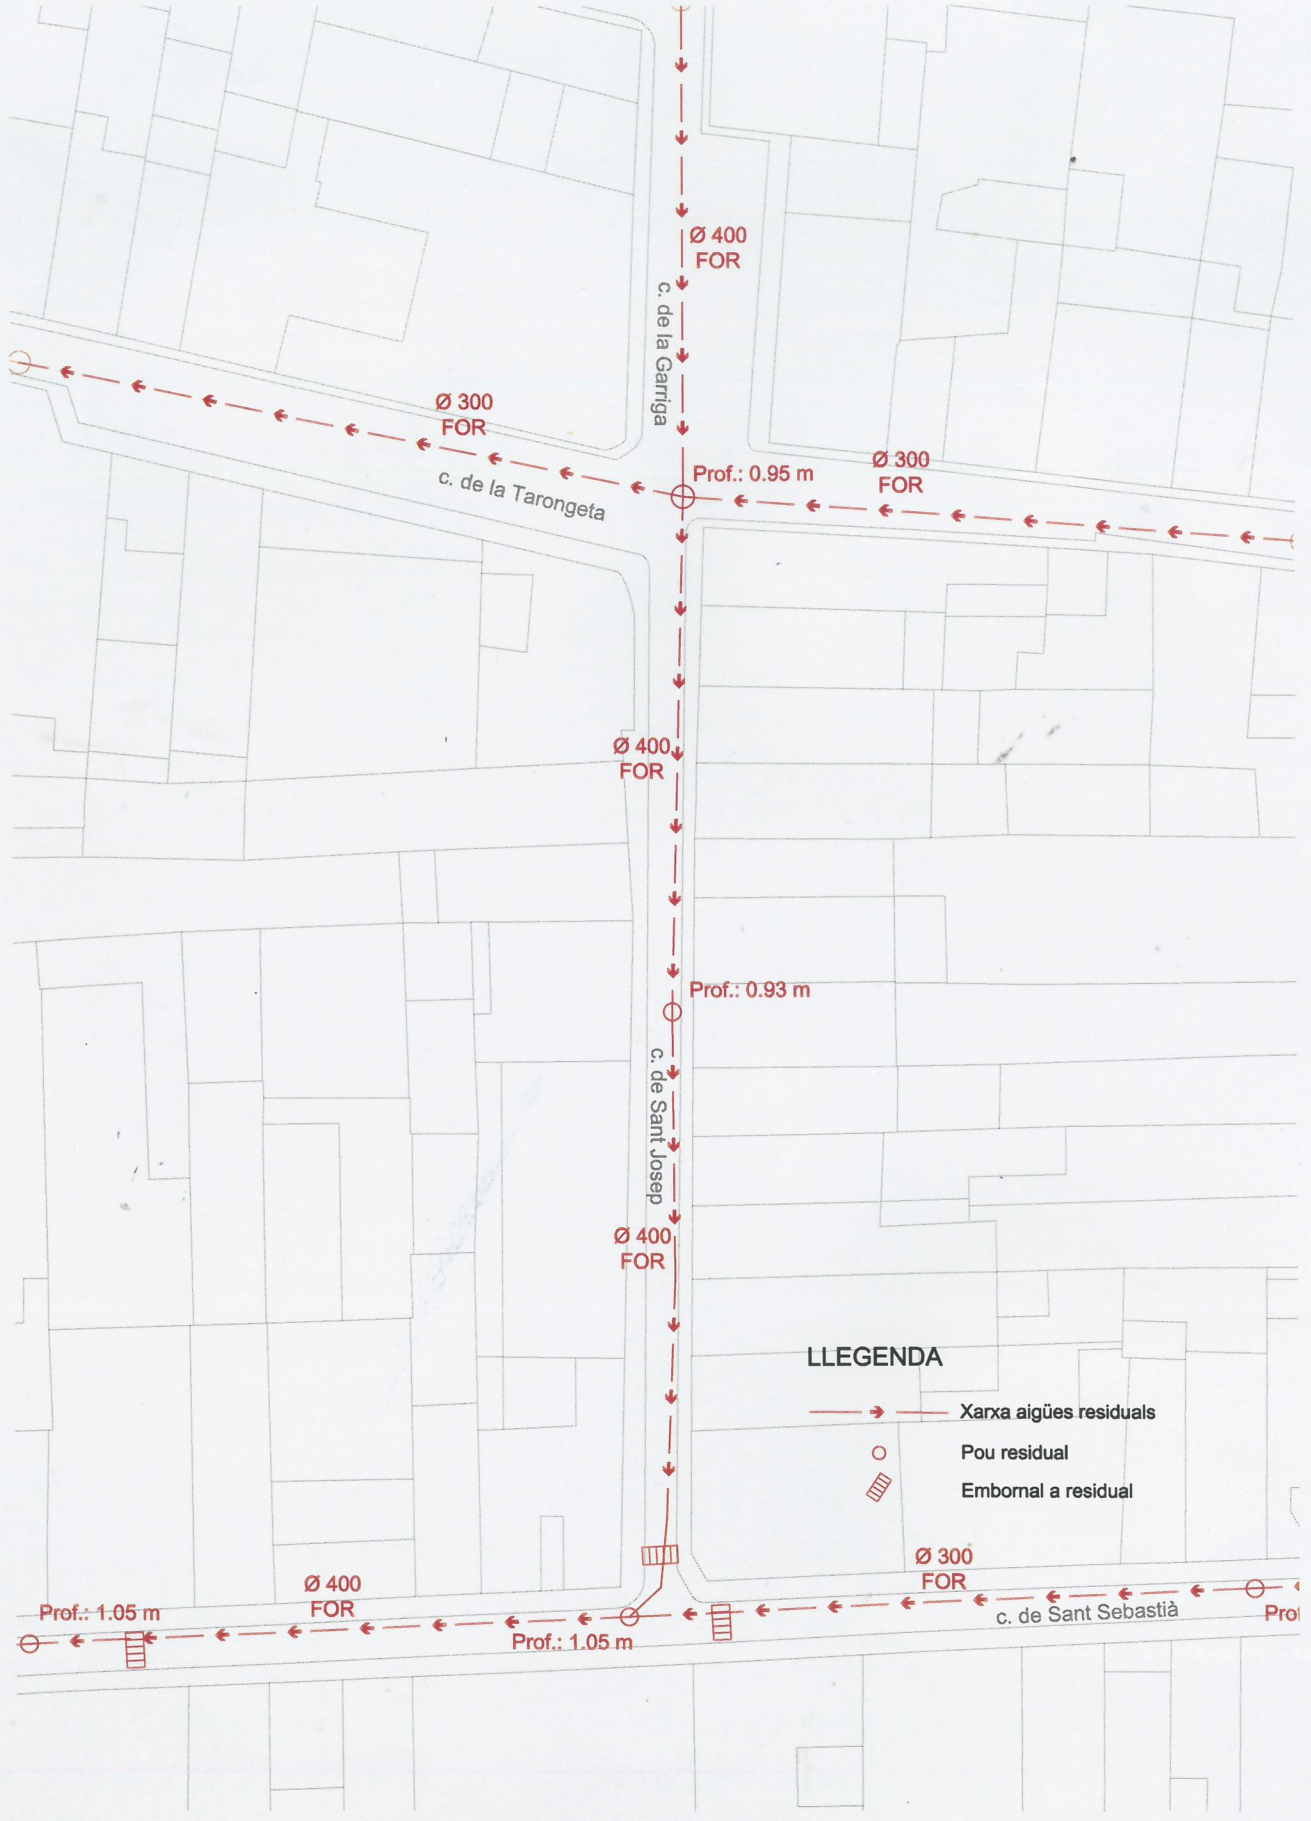 Ø 400
FOR
c. de la Garriga
Ø 300
FOR
c. de la Tarongeta
Prof.: 0.95 m
Ø 300
FOR
Ø 400
FOR
Prof.: 0.93 m
c. de Sant Josep
Ø 400
FOR
LLEGENDA
Xarxa aigües residuals
Pou residual
Embornal a residual
Ø 300
FOR
Ø 400
FOR
Prof.: 1.05 m
Prof.: 1.05 m
c. de Sant Sebastià